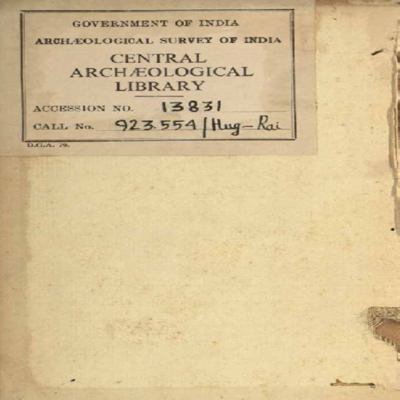 GOVERNMENT OF INDIA
ARCHÆOLOGICAL SURVEY OF INDIA
CENTRAL
ARCHÆOLOGICAL
LIBRARY
ACCESSION No. 13831
CALL No. 923.554/Hug-Rai
D.G.A. 79.